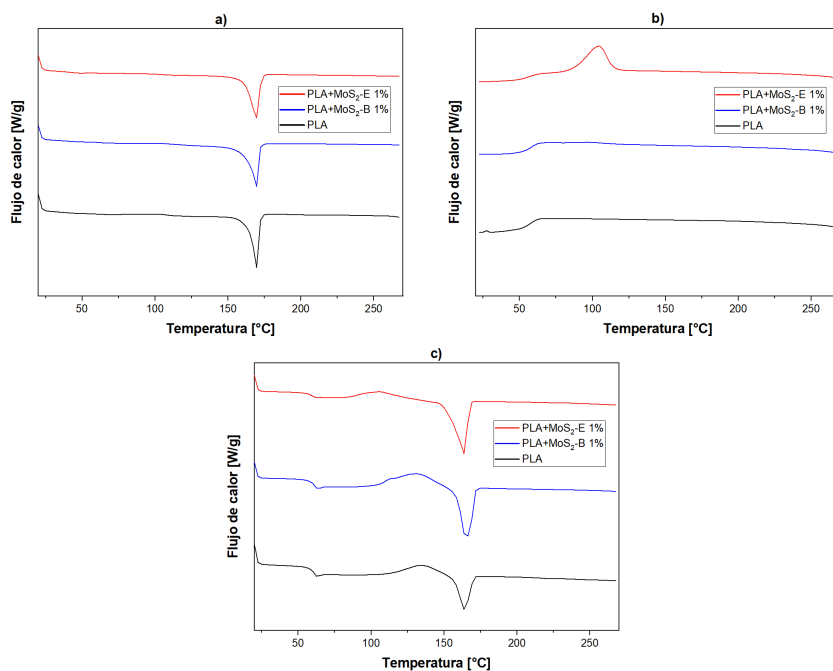 a)
Flujo de calor [W/g]
PLA+MoS₂-E 1%
PLA+MoS₂-B 1%
PLA
50
100
150
200
250
Temperatura [°C]
b)
Flujo de calor [W/g]
PLA+MoS₂-E 1%
PLA+MoS₂-B 1%
PLA
50
100
150
200
250
Temperatura [°C]
c)
Flujo de calor [W/g]
PLA+MoS₂-E 1%
PLA+MoS₂-B 1%
PLA
50
100
150
200
250
Temperatura [°C]